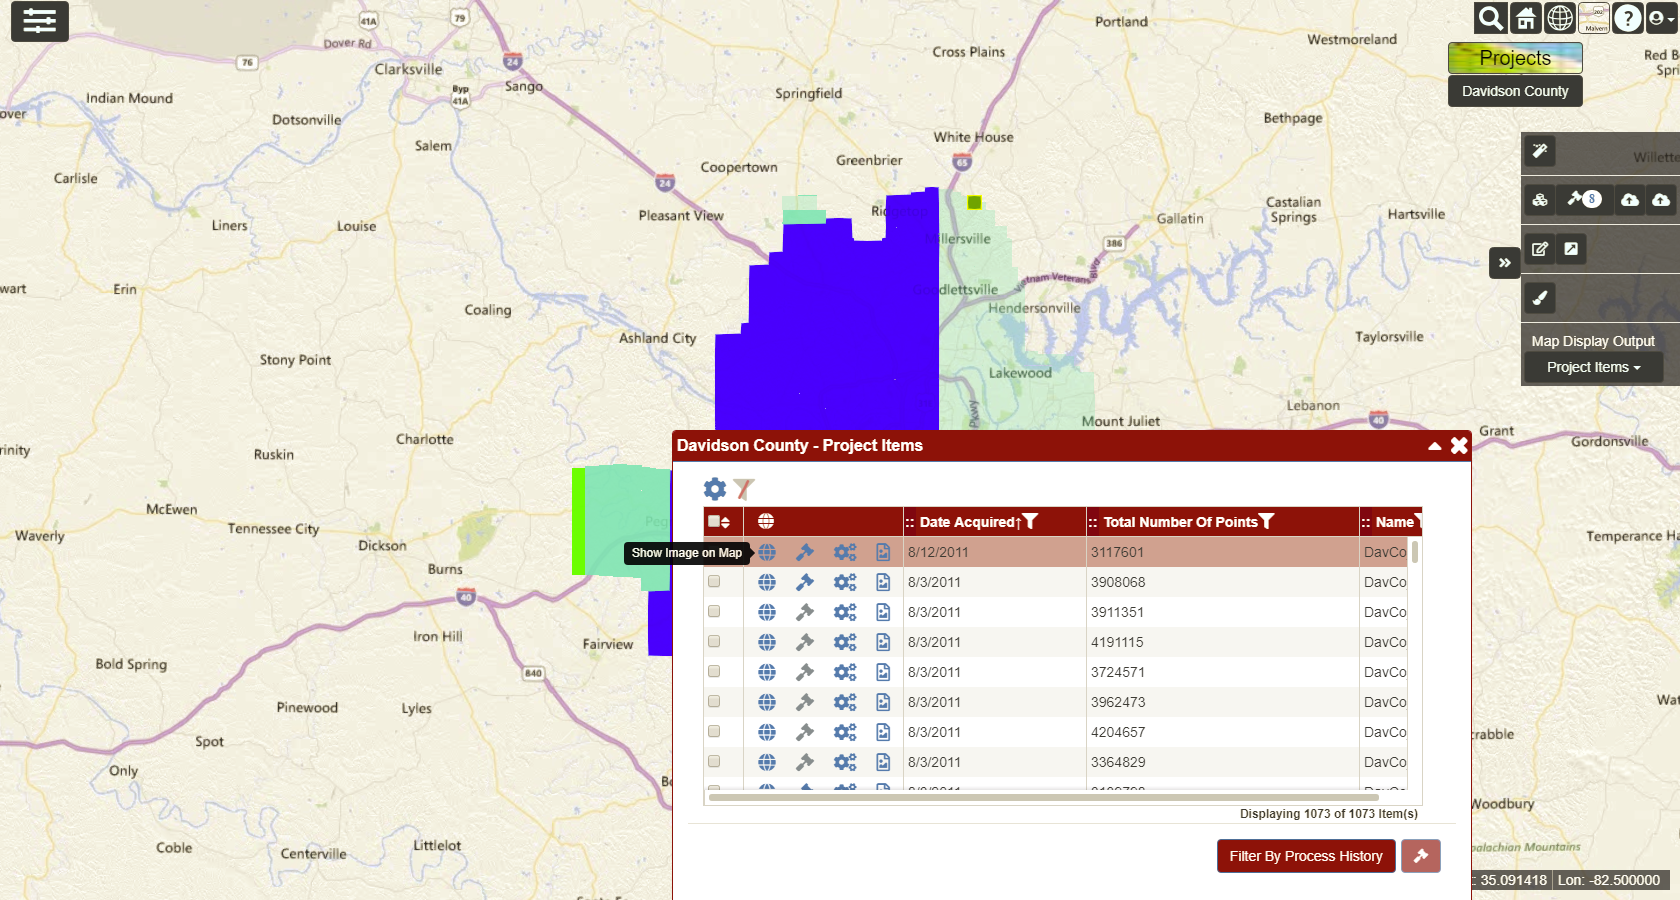 41A
79
Portland
Malvern
Dover Rd
24
Westmoreland
Cross Plains
Projects
76
Clarksville
Byp
41A
Sango
Davidson County
Indian Mound
Springfield
over
Dotsonville
Bethpage
Salem
White House
Coopertown
Greenbrier
65
Willette
Carlisle
24
8
Pleasant View
Castalian
Springs
Hartsville
Liners
Louise
Gallatin
Millersville
386
wart
Erin
Goodlettsville
Vietnam Veterans Blvd
Coaling
Hendersonville
Ashland City
Taylorsville
Map Display Output
Stony Point
Project Items
Lakewood
Lebanon
Pkwy
Mount Juliet
40
Grant
Gordonsville
Charlotte
Davidson County - Project Items
Ruskin
McEwen
Tennessee City
Waverly
Dickson
Date Acquired↑
Total Number Of Points
:: Name
Temperance Ha
Show Image on Map
8/12/2011 3117601 DavCo
Burns
8/3/2011 3908068 DavCo
40
8/3/2011 3911351 DavCo
Iron Hill
Fairview
8/3/2011 4191115 DavCo
Bold Spring
840
8/3/2011 3724571 DavCo
Pinewood
Lyles
8/3/2011 3962473 DavCo
Wat
Spot
8/3/2011 4204657 DavCo
Only
8/3/2011 3364829 DavCo
Woodbury
Displaying 1073 of 1073 Item(s)
Coble
Centerville
Littlelot
Filter By Process History
palachian Mountains
: 35.091418 Lon: -82.500000